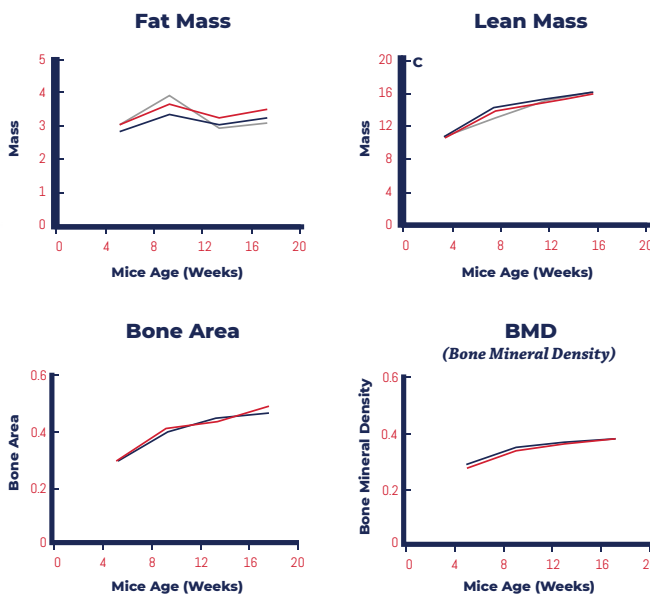 Fat Mass
5
4
3
2
1
0
Mass
0 4 8 12 16 20
Mice Age (Weeks)
Lean Mass
C
20
16
12
8
4
0
Mass
0 4 8 12 16 20
Mice Age (Weeks)
Bone Area
0.6
0.4
0.2
0
Bone Area
0 4 8 12 16 20
Mice Age (Weeks)
BMD
(Bone Mineral Density)
0.6
0.4
0.2
0
Bone Mineral Density
0 4 8 12 16 20
Mice Age (Weeks)